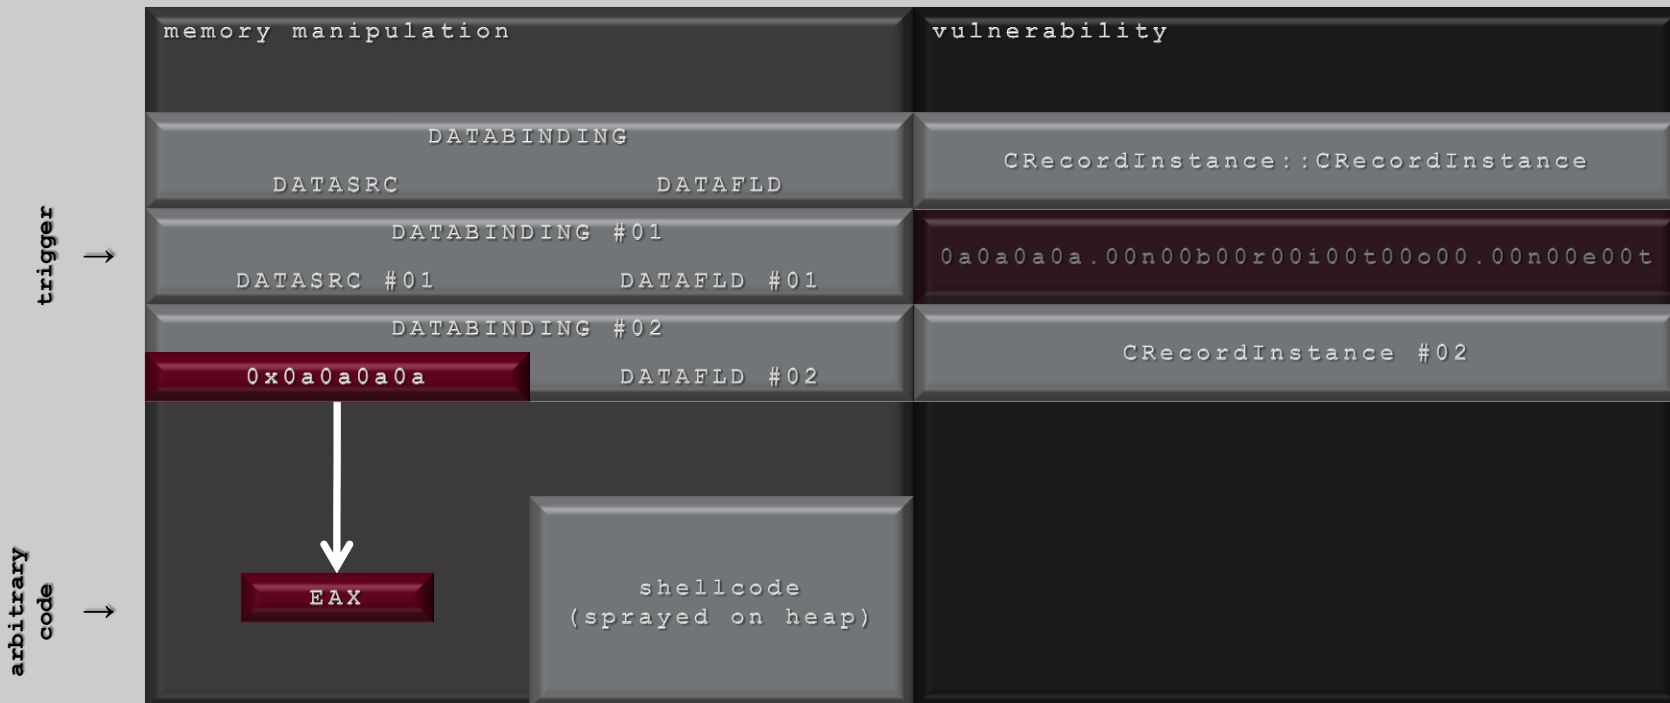 memory manipulation
vulnerability
DATABINDING
DATASRC DATAFLD
CRecordInstance::CRecordInstance
trigger →
DATABINDING #01
DATASRC #01 DATAFLD #01
0a0a0a0a.00n00b00r00i00t00o00.00n00e00t
DATABINDING #02
0x0a0a0a0a DATAFLD #02
CRecordInstance #02
arbitrary
code →
EAX
shellcode
(sprayed on heap)